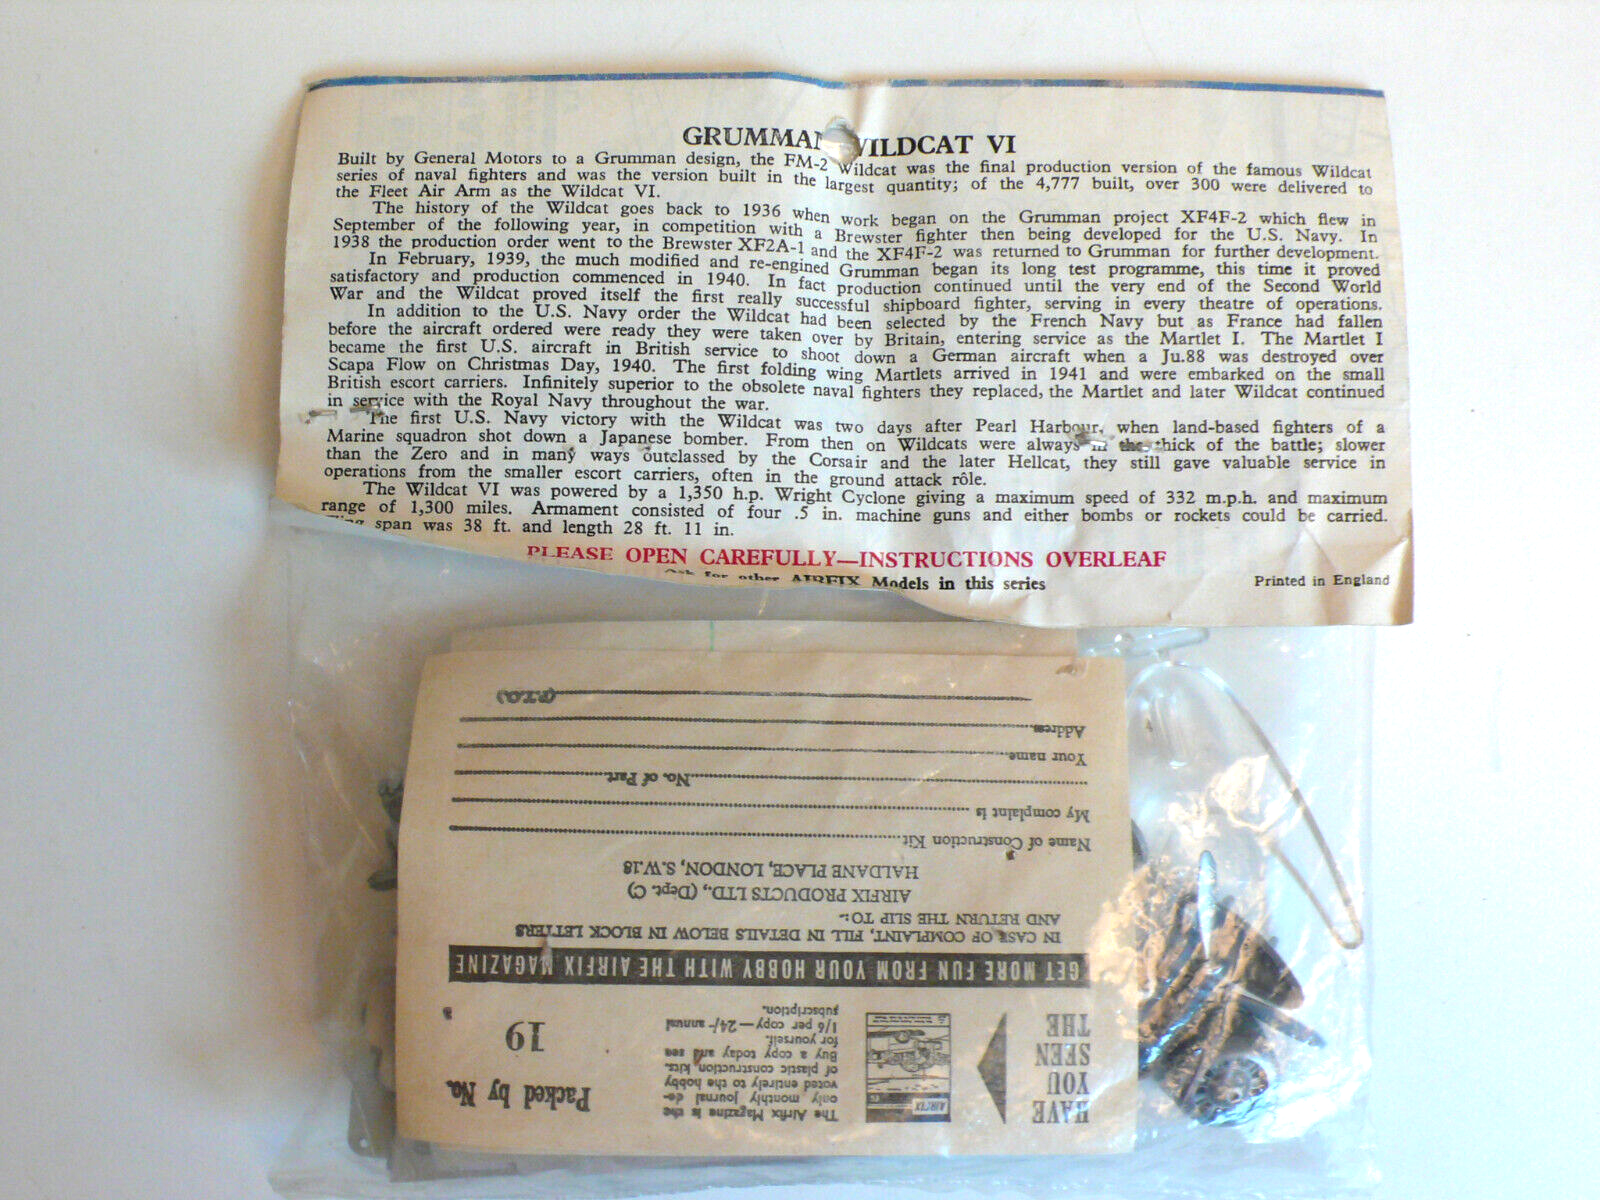 GRUMMAN WILDCAT VI
Built by General Motors to a Grumman design, the FM-2 Wildcat was the final production version of the famous Wildcat
series of naval fighters and was the version built in the largest quantity; of the 4,777 built, over 300 were delivered to
the Fleet Air Arm as the Wildcat VI.
The history of the Wildcat goes back to 1936 when work began on the Grumman project XF4F-2 which flew in
September of the following year, in competition with a Brewster fighter then being developed for the U.S. Navy. In
1938 the production order went to the Brewster XF2A-1 and the XF4F-2 was returned to Grumman for further development.
In February, 1939, the much modified and re-engined Grumman began its long test programme, this time it proved
satisfactory and production commenced in 1940. In fact production continued until the very end of the Second World
War and the Wildcat proved itself the first really successful shipboard fighter, serving in every theatre of operations.
In addition to the U.S. Navy order the Wildcat had been selected by the French Navy but as France had fallen
before the aircraft ordered were ready they were taken over by Britain, entering service as the Martlet I. The Martlet I
became the first U.S. aircraft in British service to shoot down a German aircraft when a Ju.88 was destroyed over
Scapa Flow on Christmas Day, 1940. The first folding wing Martlets arrived in 1941 and were embarked on the small
British escort carriers. Infinitely superior to the obsolete naval fighters they replaced, the Martlet and later Wildcat continued
in service with the Royal Navy throughout the war.
The first U.S. Navy victory with the Wildcat was two days after Pearl Harbour, when land-based fighters of a
Marine squadron shot down a Japanese bomber. From then on Wildcats were always in the thick of the battle; slower
than the Zero and in many ways outclassed by the Corsair and the later Hellcat, they still gave valuable service in
operations from the smaller escort carriers, often in the ground attack rôle.
The Wildcat VI was powered by a 1,350 h.p. Wright Cyclone giving a maximum speed of 332 m.p.h. and maximum
range of 1,300 miles. Armament consisted of four .5 in. machine guns and either bombs or rockets could be carried.
Wing span was 38 ft. and length 28 ft. 11 in.
PLEASE OPEN CAREFULLY—INSTRUCTIONS OVERLEAF
Ask for other AIRFIX Models in this series
Printed in England
HAVE
YOU
SEEN
THE
AIRFIX
The Airfix Magazine is the
only monthly journal de-
voted entirely to the hobby
of plastic construction kits.
Buy a copy today and see
for yourself.
1/6 per copy—24/- annual
subscription.
Packed by No.
19
GET MORE FUN FROM YOUR HOBBY WITH THE AIRFIX MAGAZINE
IN CASE OF COMPLAINT, FILL IN DETAILS BELOW IN BLOCK LETTERS
AND RETURN THE SLIP TO:-
AIRFIX PRODUCTS LTD., (Dept. C)
HALDANE PLACE, LONDON, S.W.18
Name of Construction Kit
My complaint is
No. of Part
Your name
Address
(P.T.O.)